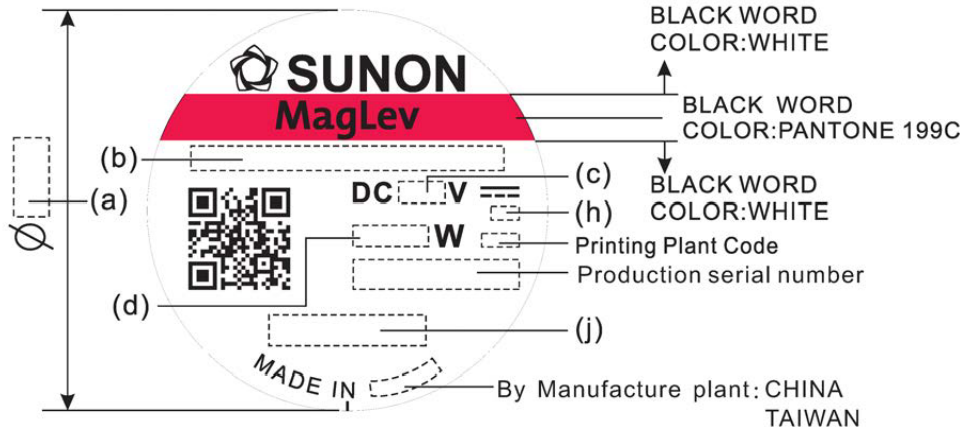 BLACK WORD
COLOR:WHITE
SUNON
MagLev
BLACK WORD
COLOR:PANTONE 199C
(b)
(c)
DC V
BLACK WORD
COLOR:WHITE
(a)
(h)
Ø
W
Printing Plant Code
Production serial number
(d)
(j)
MADE IN
By Manufacture plant: CHINA
TAIWAN